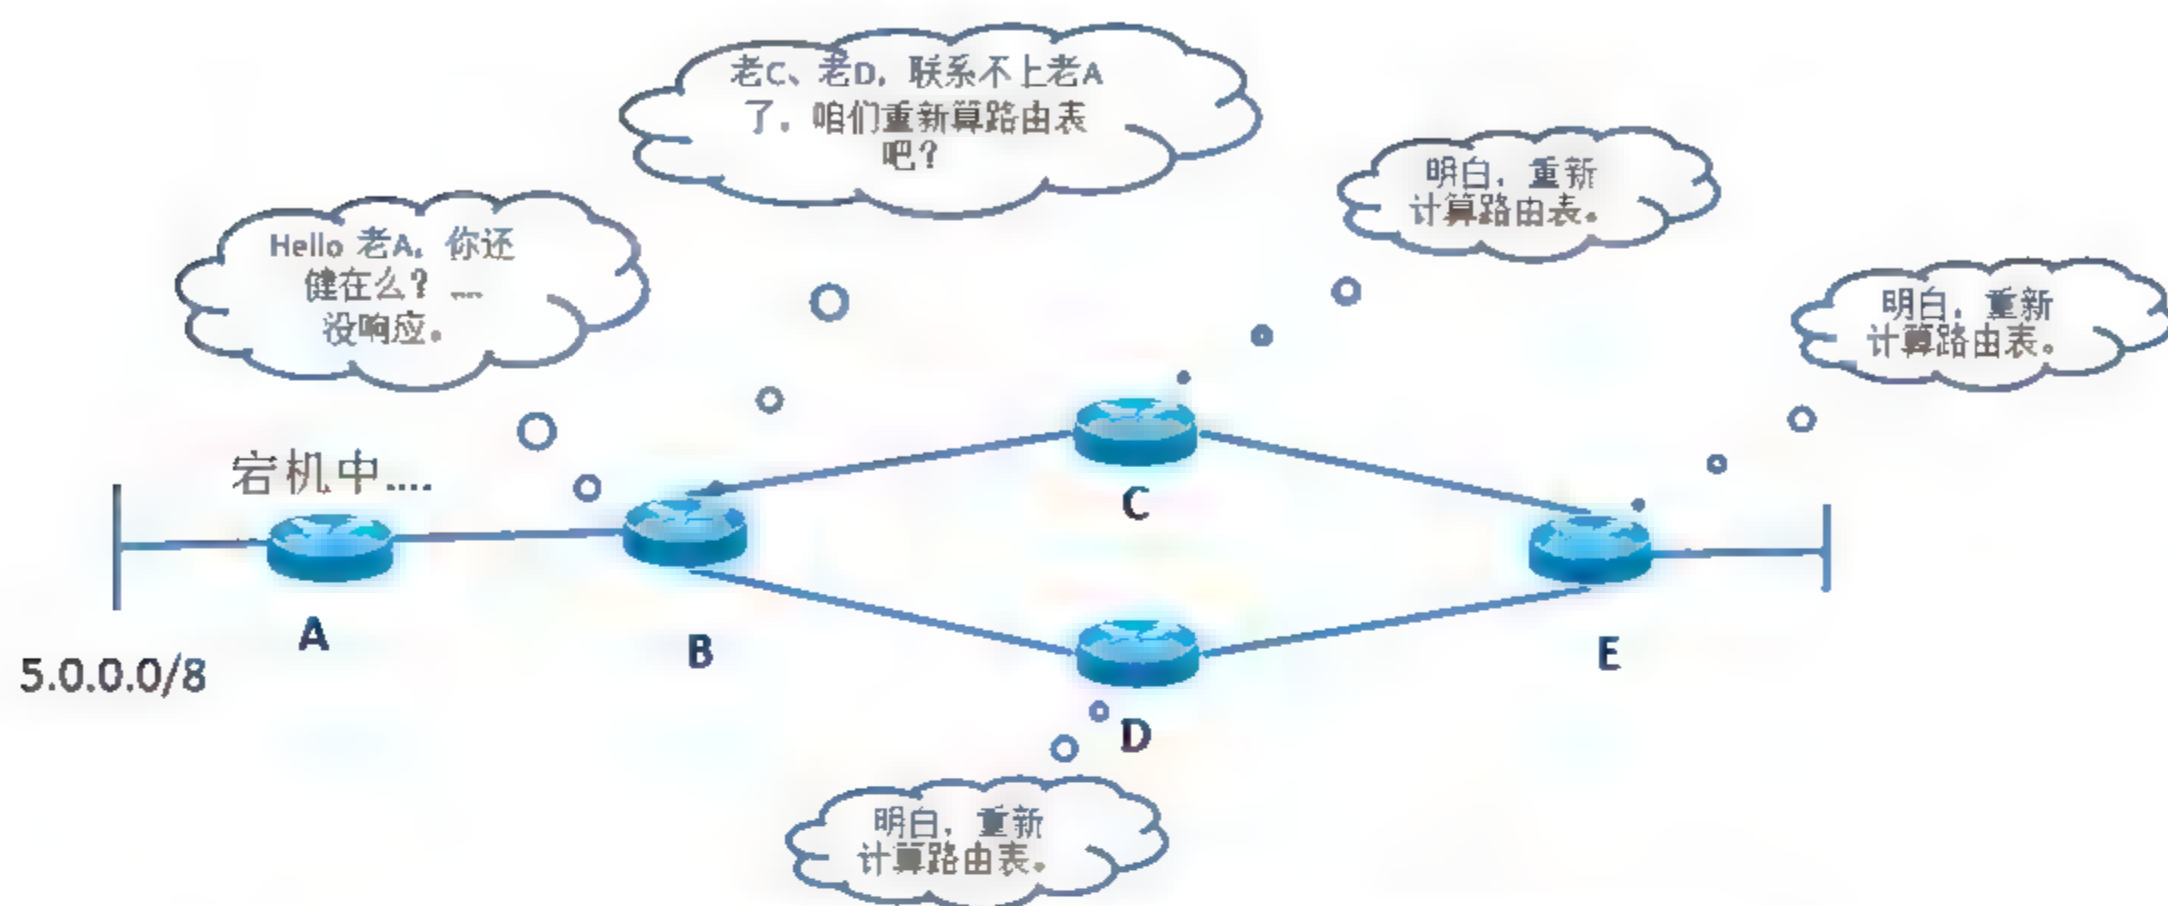 老C、老D，联系不上老A
了，咱们重新算路由表
吧？
明白，重新
计算路由表。
Hello 老A，你还
健在么？ ....
没响应。
明白，重新
计算路由表。
宕机中....
C
A
B
E
5.0.0.0/8
D
明白，重新
计算路由表。